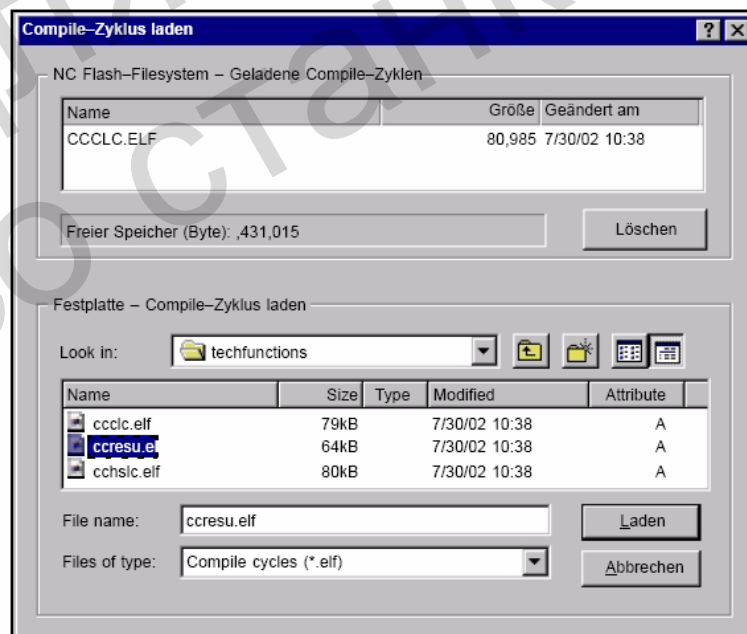 Compile–Zyklus laden
NC Flash–Filesystem – Geladene Compile–Zyklen
Name Größe Geändert am
CCCLC.ELF 80,985 7/30/02 10:38
Freier Speicher (Byte): ,431,015 Löschen
Festplatte – Compile–Zyklus laden
Look in: techfunctions
Name Size Type Modified Attribute
ccclc.elf 79kB 7/30/02 10:38 A
ccresu.el 64kB 7/30/02 10:38 A
cchslc.elf 80kB 7/30/02 10:38 A
File name: ccresu.elf Laden
Files of type: Compile cycles (*.elf) Abbrechen